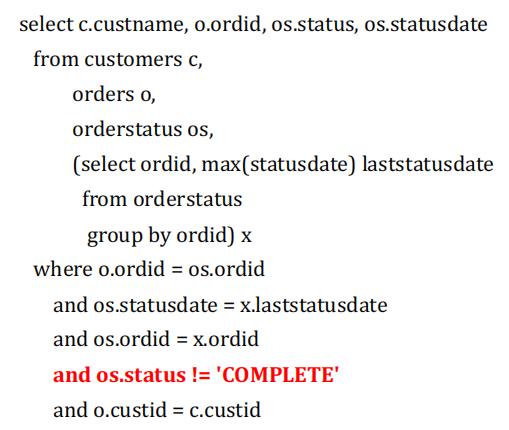 select c.custname, o.ordid, os.status, os.statusdate
from customers c,
orders o,
orderstatus os,
(select ordid, max(statusdate) laststatusdate
from orderstatus
group by ordid) x
where o.ordid = os.ordid
and os.statusdate = x.laststatusdate
and os.ordid = x.ordid
and os.status != 'COMPLETE'
and o.custid = c.custid